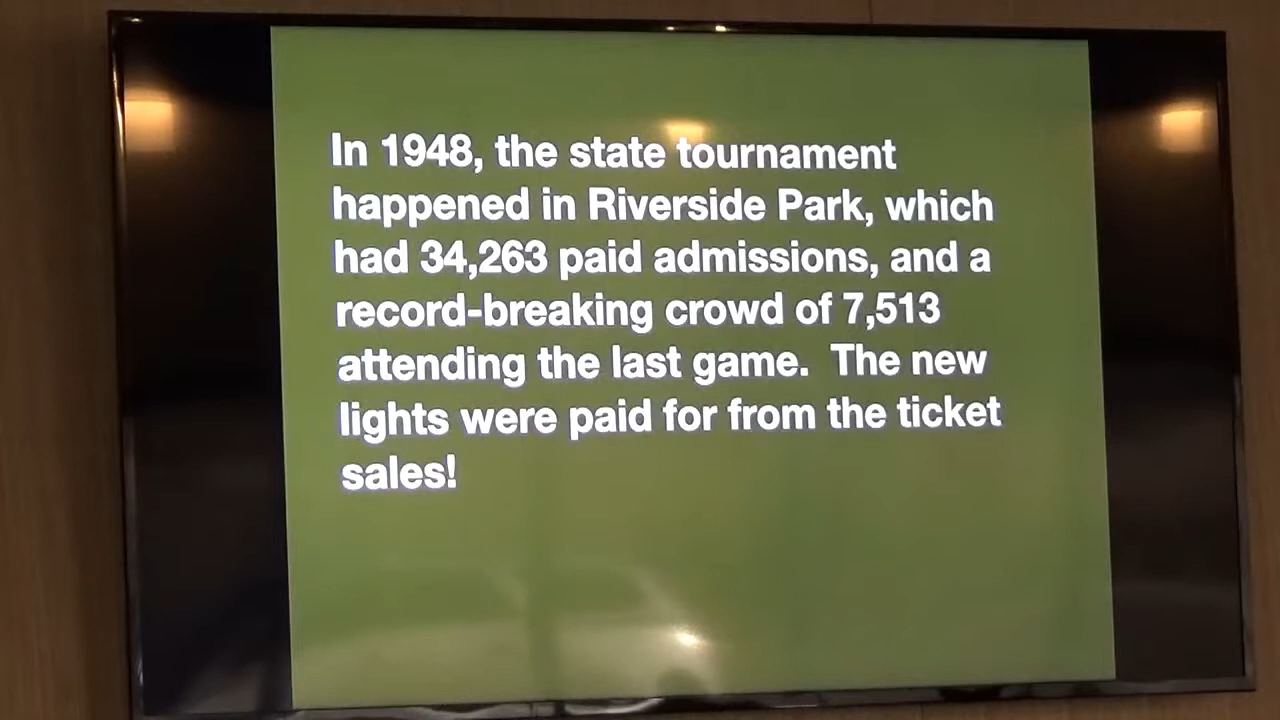 In 1948, the state tournament
happened in Riverside Park, which
had 34,263 paid admissions, and a
record-breaking crowd of 7,513
attending the last game.  The new
lights were paid for from the ticket
sales!